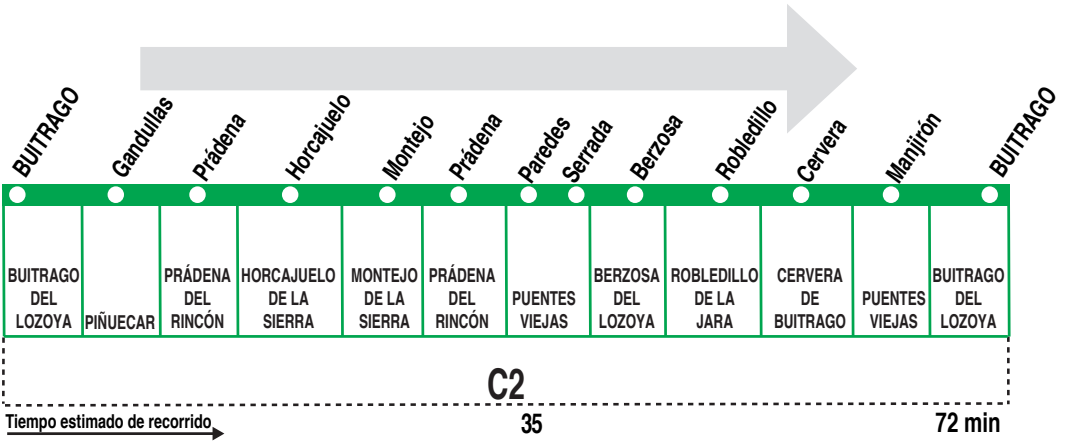 BUITRAGO
Gandullas
Prádena
Horcajuelo
Montejo
Prádena
Paredes
Serrada
Berzosa
Robledillo
Cervera
Manjirón
BUITRAGO
BUITRAGO
DEL
LOZOYA
PIÑUECAR
PRÁDENA
DEL
RINCÓN
HORCAJUELO
DE LA
SIERRA
MONTEJO
DE LA
SIERRA
PRÁDENA
DEL
RINCÓN
PUENTES
VIEJAS
BERZOSA
DEL
LOZOYA
ROBLEDILLO
DE LA
JARA
CERVERA
DE
BUITRAGO
PUENTES
VIEJAS
BUITRAGO
DEL
LOZOYA
C2
Tiempo estimado de recorrido
35
72 min